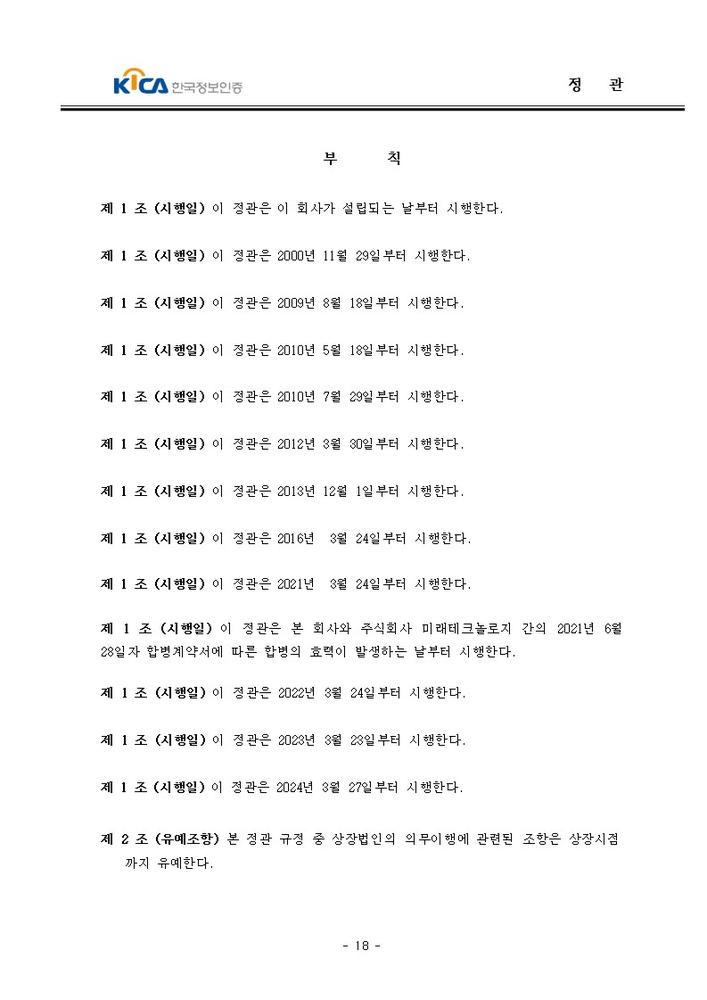 KICA 한국정보인증
정 관
부 칙
제 1 조 (시행일) 이 정관은 이 회사가 설립되는 날부터 시행한다.
제 1 조 (시행일) 이 정관은 2000년 11월 29일부터 시행한다.
제 1 조 (시행일) 이 정관은 2009년 8월 18일부터 시행한다.
제 1 조 (시행일) 이 정관은 2010년 5월 18일부터 시행한다.
제 1 조 (시행일) 이 정관은 2010년 7월 29일부터 시행한다.
제 1 조 (시행일) 이 정관은 2012년 3월 30일부터 시행한다.
제 1 조 (시행일) 이 정관은 2013년 12월 1일부터 시행한다.
제 1 조 (시행일) 이 정관은 2016년 3월 24일부터 시행한다.
제 1 조 (시행일) 이 정관은 2021년 3월 24일부터 시행한다.
제 1 조 (시행일) 이 정관은 본 회사와 주식회사 미래테크놀로지 간의 2021년 6월
28일자 합병계약서에 따른 합병의 효력이 발생하는 날부터 시행한다.
제 1 조 (시행일) 이 정관은 2022년 3월 24일부터 시행한다.
제 1 조 (시행일) 이 정관은 2023년 3월 23일부터 시행한다.
제 1 조 (시행일) 이 정관은 2024년 3월 27일부터 시행한다.
제 2 조 (유예조항) 본 정관 규정 중 상장법인의 의무이행에 관련된 조항은 상장시점
까지 유예한다.
- 18 -